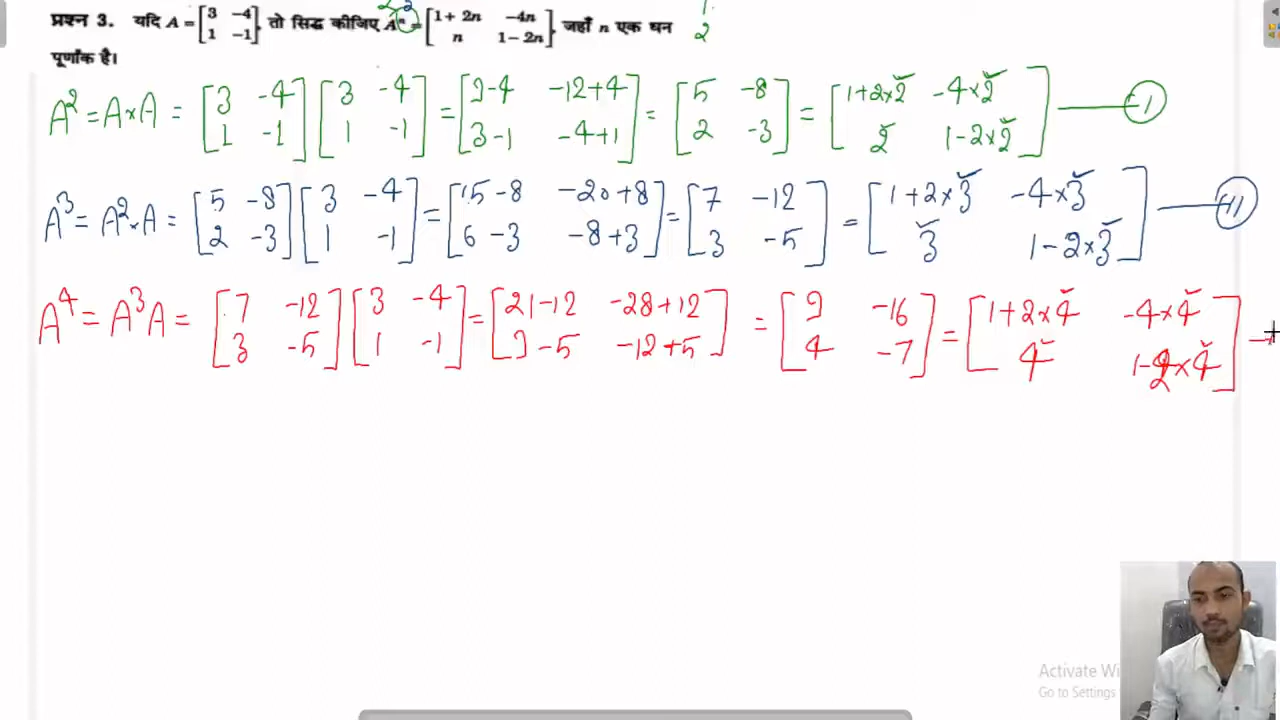 प्रश्न 3. यदि A = [3 -4 1 -1], तो सिद्ध कीजिए Aⁿ = [1+2n -4n n 1-2n], जहाँ n एक धन
पूर्णांक है।
1.
2
A² = A×A = [3 -4 1 -1] [3 -4 1 -1] = [9-4 -12+4 3-1 -4+1] = [5 -8 2 -3] = [1+2×2 -4×2 2 1-2×2] — I
A³ = A²×A = [5 -8 2 -3] [3 -4 1 -1] = [15-8 -20+8 6-3 -8+3] = [7 -12 3 -5] = [1+2×3 -4×3 3 1-2×3] — II
A⁴ = A³A = [7 -12 3 -5] [3 -4 1 -1] = [21-12 -28+12 9-5 -12+5] = [9 -16 4 -7] = [1+2×4 -4×4 4 1-2×4] —
Activate Wi
Go to Settings